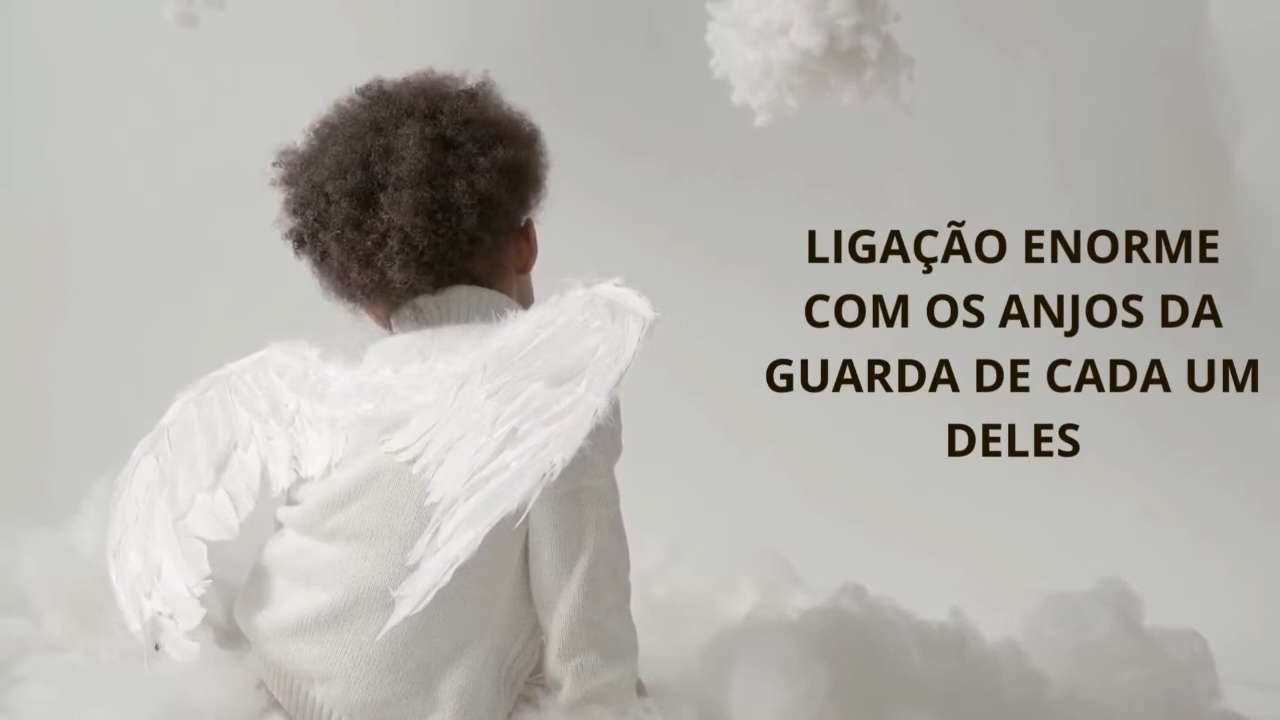 LIGAÇÃO ENORME
COM OS ANJOS DA
GUARDA DE CADA UM
DELES